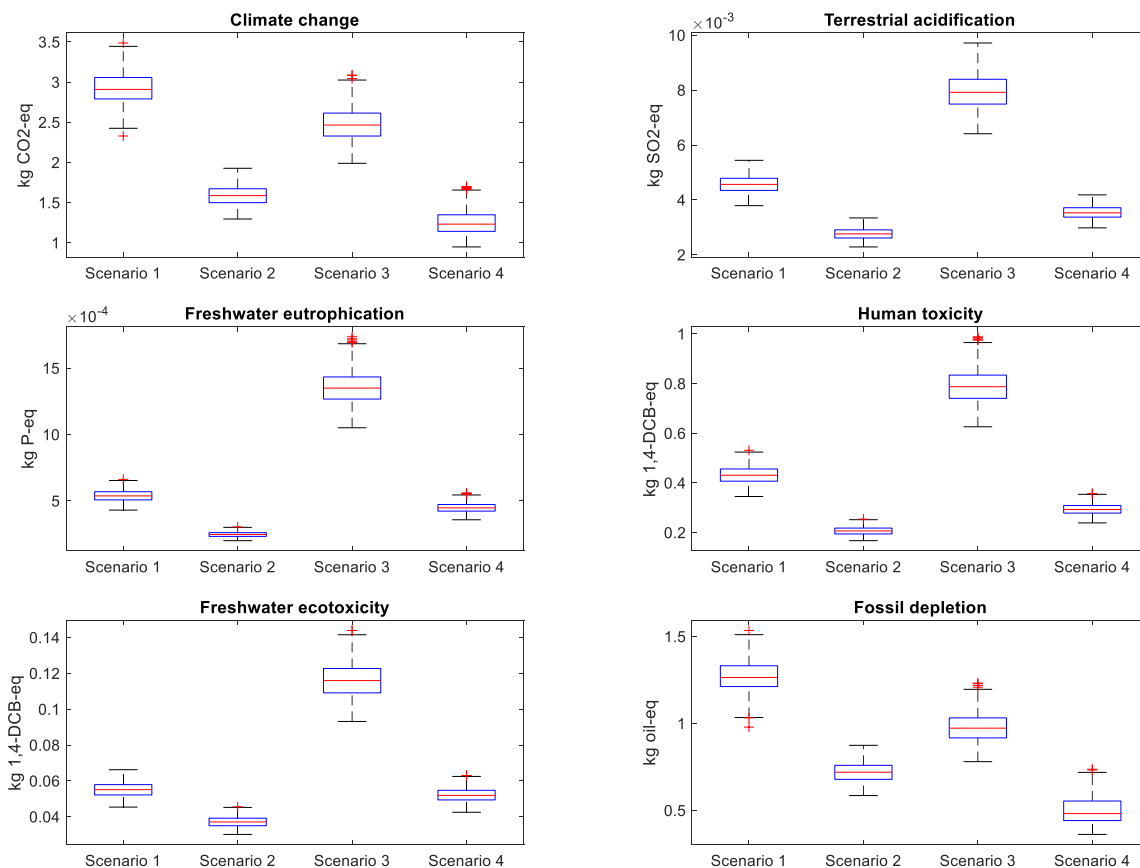 Climate change
3.5
3
2.5
2
1.5
1
kg CO2-eq
Scenario 1 Scenario 2 Scenario 3 Scenario 4
Terrestrial acidification
×10⁻³
10
8
6
4
2
kg SO2-eq
Scenario 1 Scenario 2 Scenario 3 Scenario 4
Freshwater eutrophication
×10⁻⁴
15
10
5
kg P-eq
Scenario 1 Scenario 2 Scenario 3 Scenario 4
Human toxicity
1
0.8
0.6
0.4
0.2
kg 1,4-DCB-eq
Scenario 1 Scenario 2 Scenario 3 Scenario 4
Freshwater ecotoxicity
0.14
0.12
0.1
0.08
0.06
0.04
kg 1,4-DCB-eq
Scenario 1 Scenario 2 Scenario 3 Scenario 4
Fossil depletion
1.5
1
0.5
kg oil-eq
Scenario 1 Scenario 2 Scenario 3 Scenario 4